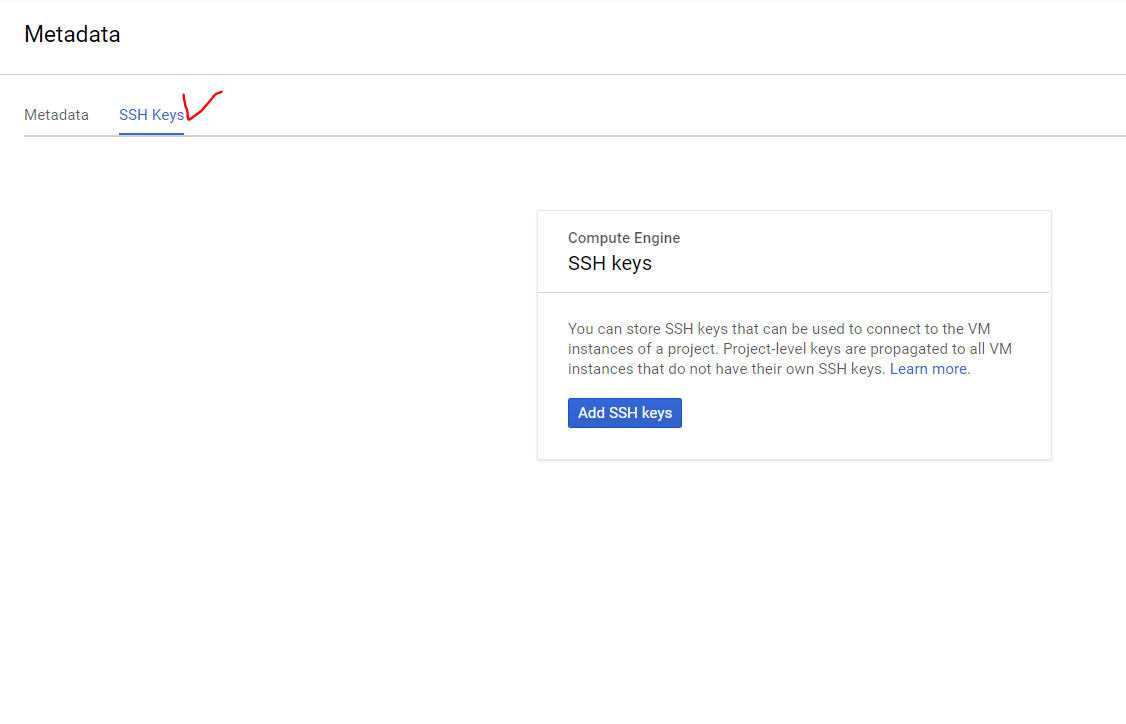 Metadata
Metadata SSH Keys
Compute Engine
SSH keys
You can store SSH keys that can be used to connect to the VM
instances of a project. Project-level keys are propagated to all VM
instances that do not have their own SSH keys. Learn more.
Add SSH keys